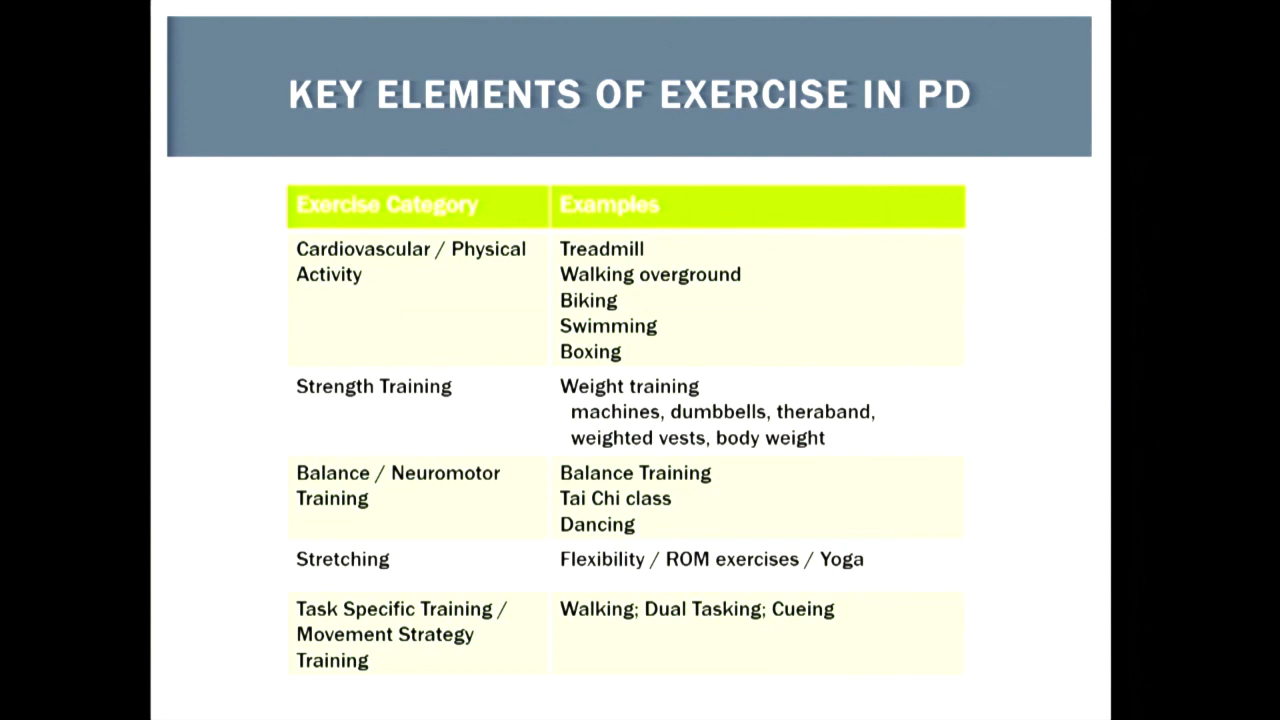 KEY ELEMENTS OF EXERCISE IN PD
Exercise Category
Examples
Cardiovascular / Physical
Activity
Treadmill
Walking overground
Biking
Swimming
Boxing
Strength Training
Weight training
machines, dumbbells, theraband,
weighted vests, body weight
Balance / Neuromotor
Training
Balance Training
Tai Chi class
Dancing
Stretching
Flexibility / ROM exercises / Yoga
Task Specific Training /
Movement Strategy
Training
Walking; Dual Tasking; Cueing